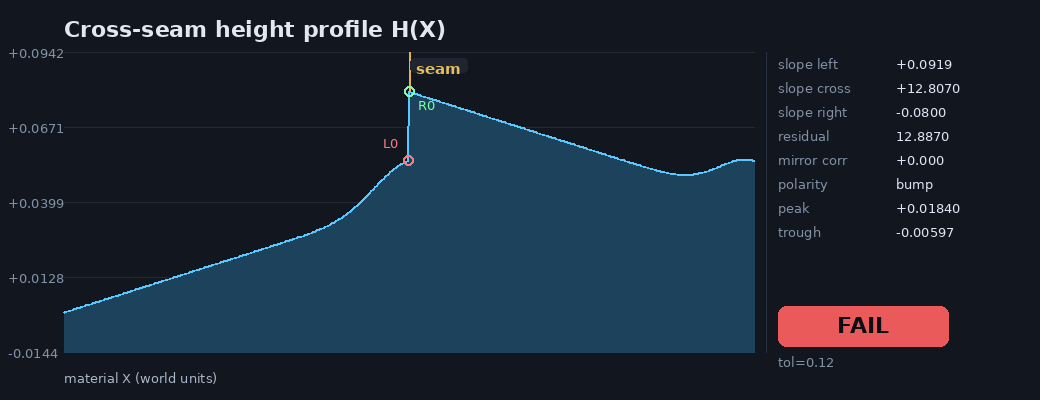 Cross-seam height profile H(X)
+0.0942
+0.0671
+0.0399
+0.0128
-0.0144
seam
R0
L0
material X (world units)
slope left +0.0919
slope cross +12.8070
slope right -0.0800
residual 12.8870
mirror corr +0.000
polarity bump
peak +0.01840
trough -0.00597
FAIL
tol=0.12